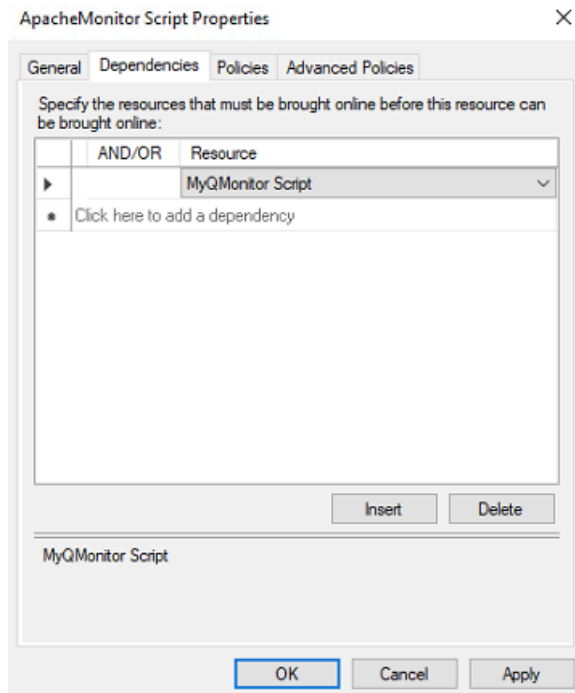 ApacheMonitor Script Properties
General Dependencies Policies Advanced Policies
Specify the resources that must be brought online before this resource can
be brought online:
AND/OR Resource
MyQMonitor Script
Click here to add a dependency
Insert Delete
MyQMonitor Script
OK Cancel Apply